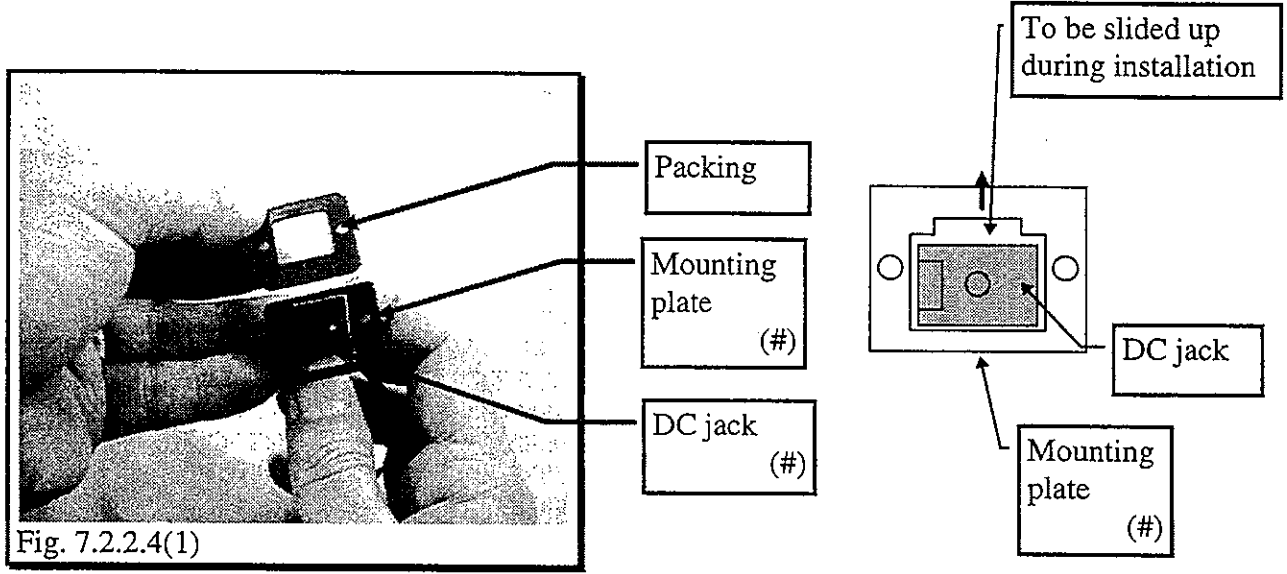 To be slided up
during installation
Packing
Mounting
plate
(#)
DC jack
(#)
DC jack
Mounting
plate
(#)
Fig. 7.2.2.4(1)